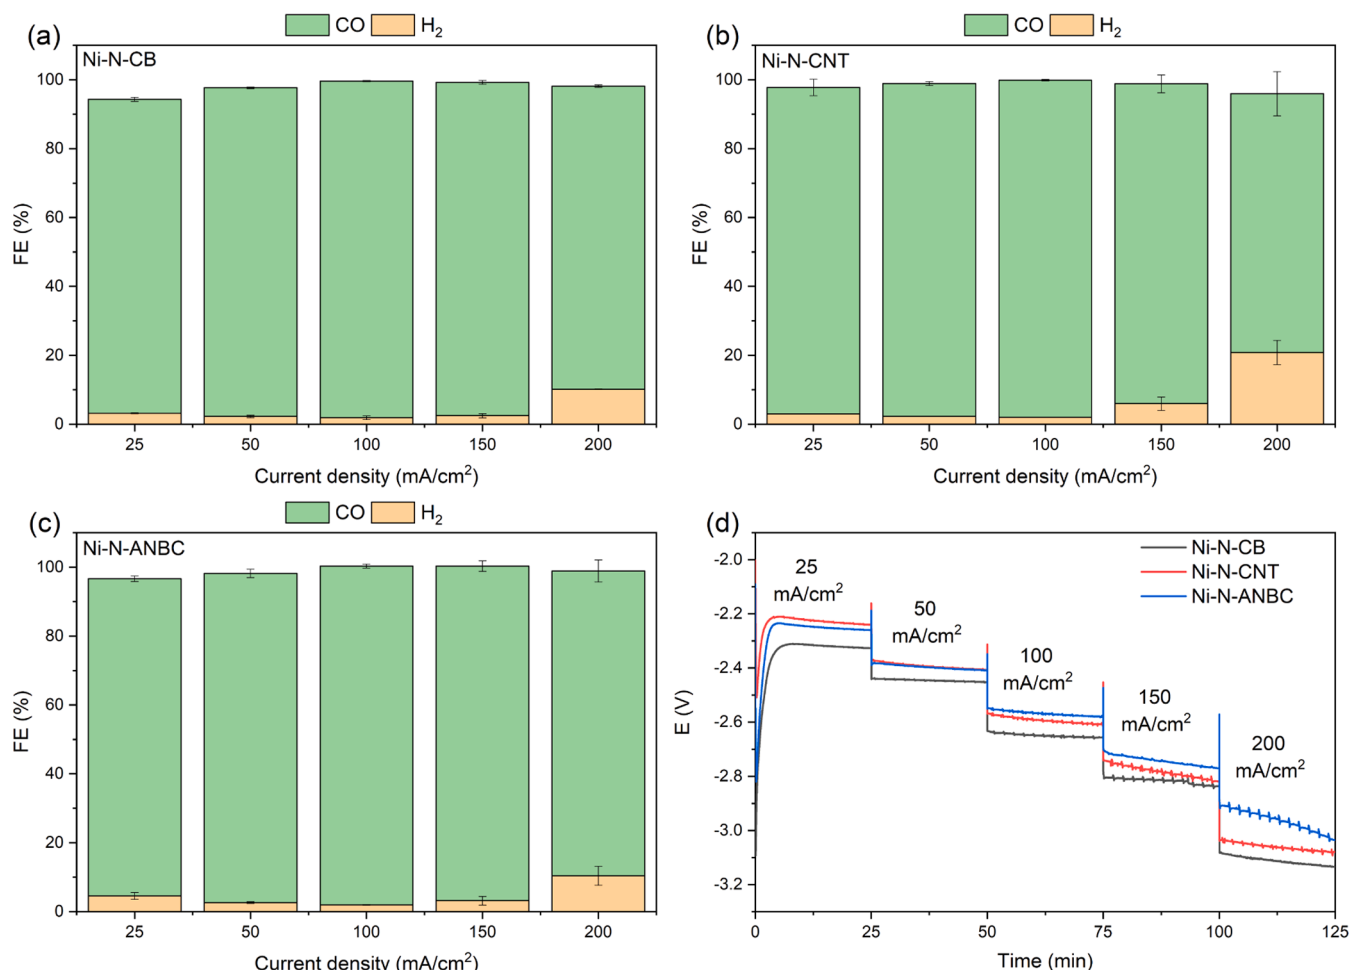 (a)
CO H₂
Ni-N-CB
100
80
60
40
20
0
FE (%)
25 50 100 150 200
Current density (mA/cm²)
(b)
CO H₂
Ni-N-CNT
100
80
60
40
20
0
FE (%)
25 50 100 150 200
Current density (mA/cm²)
(c)
CO H₂
Ni-N-ANBC
100
80
60
40
20
0
FE (%)
25 50 100 150 200
Current density (mA/cm²)
(d)
Ni-N-CB
Ni-N-CNT
Ni-N-ANBC
25
mA/cm²
50
mA/cm²
100
mA/cm²
150
mA/cm²
200
mA/cm²
-2.0
-2.2
-2.4
-2.6
-2.8
-3.0
-3.2
E (V)
0 25 50 75 100 125
Time (min)